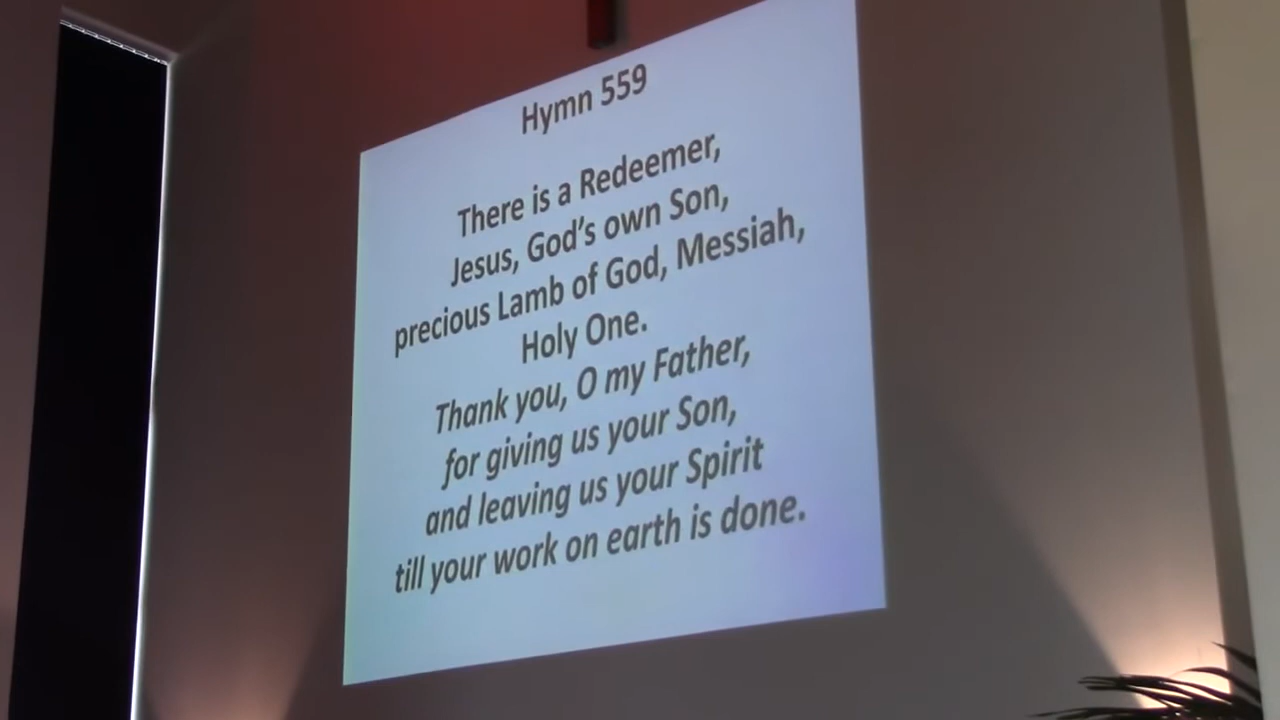 Hymn 559
There is a Redeemer,
Jesus, God’s own Son,
precious Lamb of God, Messiah,
Holy One.
Thank you, O my Father,
for giving us your Son,
and leaving us your Spirit
till your work on earth is done.